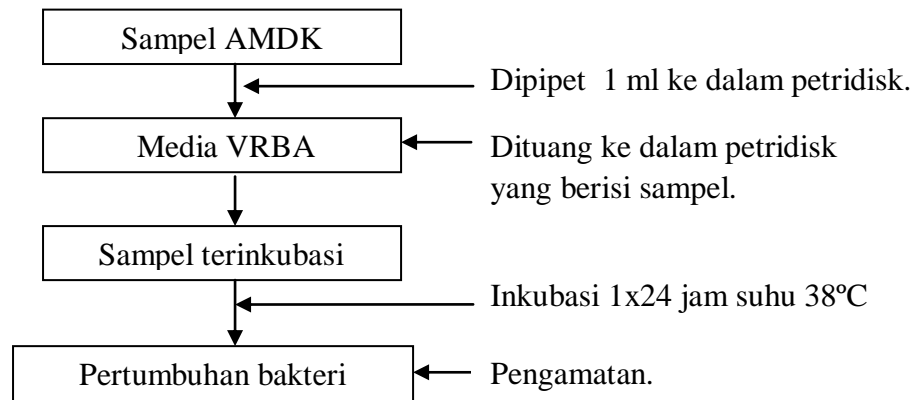 Sampel AMDK
Dipipet  1 ml ke dalam petridisk.
Media VRBA
Dituang ke dalam petridisk
yang berisi sampel.
Sampel terinkubasi
Inkubasi 1x24 jam suhu 38ºC
Pertumbuhan bakteri
Pengamatan.